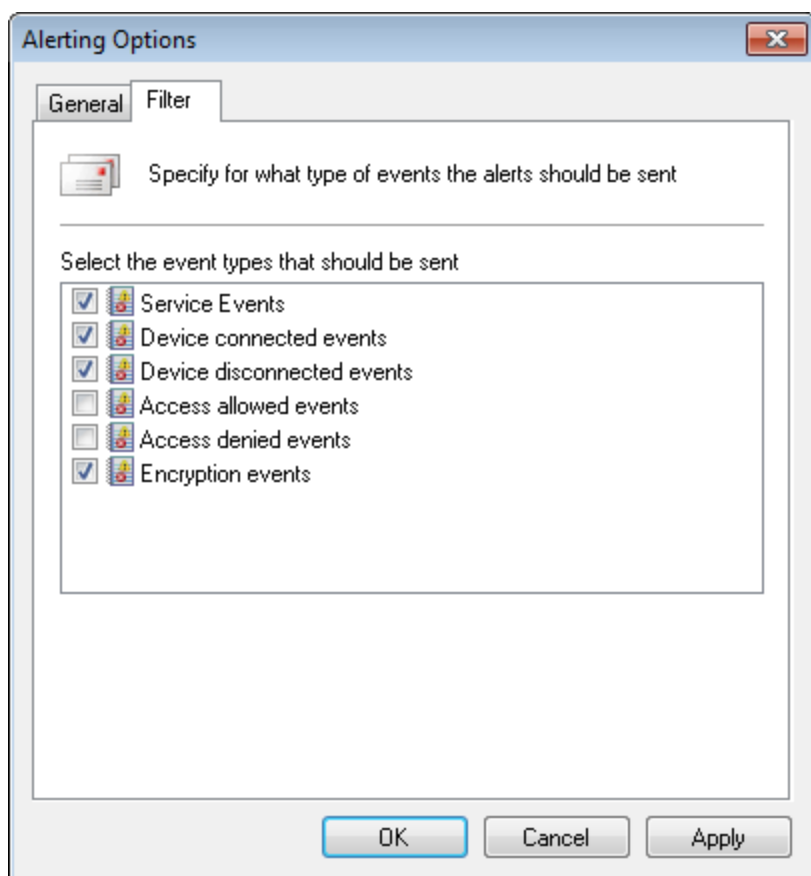 Alerting Options
General Filter
Specify for what type of events the alerts should be sent
Select the event types that should be sent
Service Events
Device connected events
Device disconnected events
Access allowed events
Access denied events
Encryption events
OK Cancel Apply